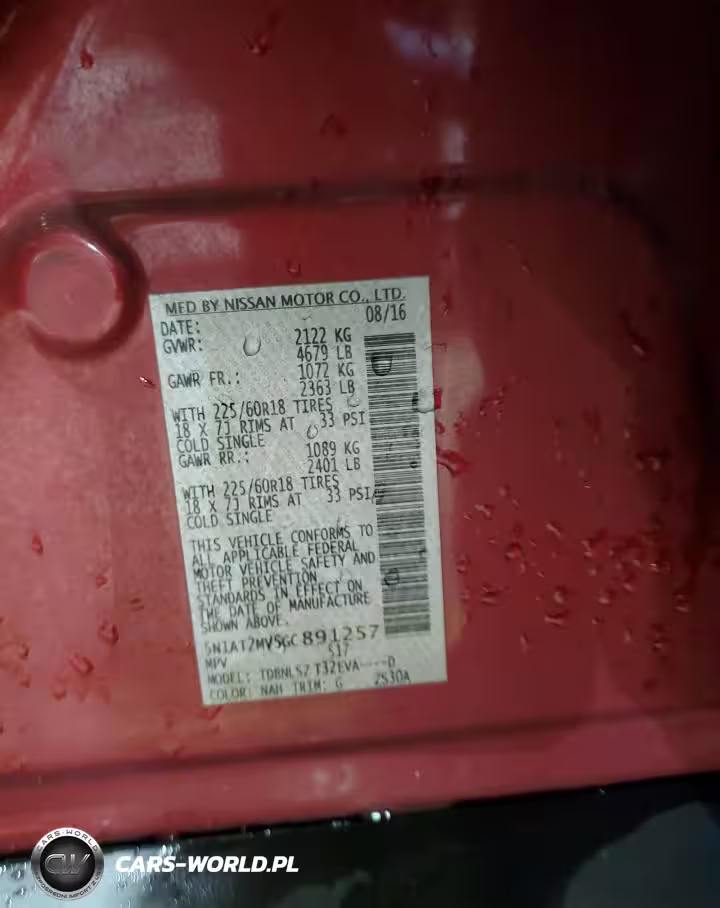 MFD BY NISSAN MOTOR CO., LTD.
DATE: 08/16
GVWR: 2122 KG
4679 LB
GAWR FR.: 1072 KG
2363 LB
WITH 225/60R18 TIRES
18 X 7J RIMS AT 33 PSI
COLD SINGLE
GAWR RR.: 1089 KG
2401 LB
WITH 225/60R18 TIRES
18 X 7J RIMS AT 33 PSI
COLD SINGLE
THIS VEHICLE CONFORMS TO
ALL APPLICABLE FEDERAL
MOTOR VEHICLE SAFETY AND
THEFT PREVENTION
STANDARDS IN EFFECT ON
THE DATE OF MANUFACTURE
SHOWN ABOVE.
5N1AT2MV5GC891257
MPV S17
MODEL: TDBNLS7 T32EVA----D
COLOR: NAH TRIM: G 2S30A
CARS-WORLD
CW
CARS-WORLD.PL